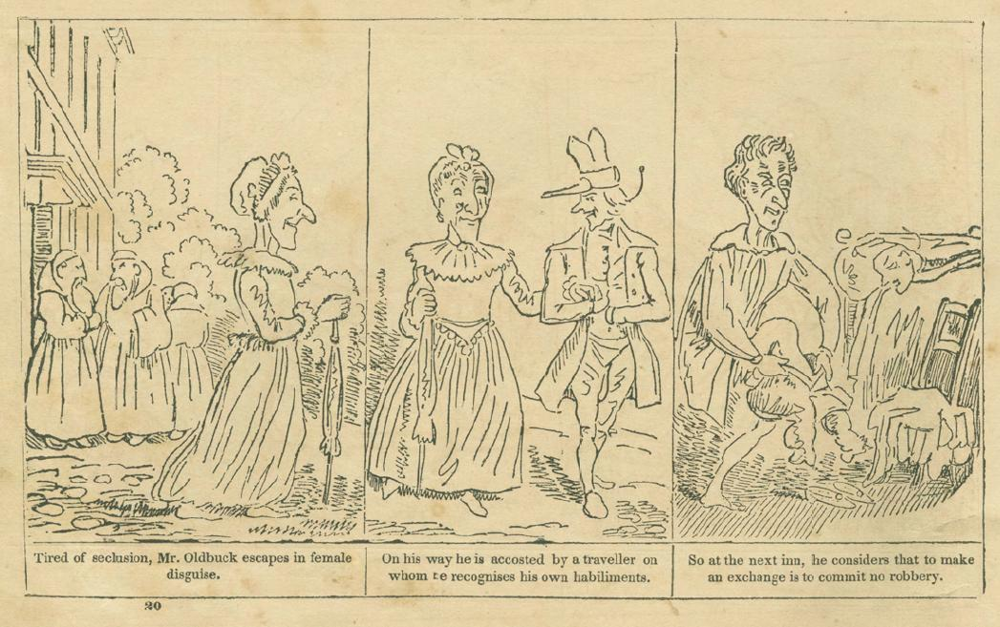 Tired of seclusion, Mr. Oldbuck escapes in female
disguise.
On his way he is accosted by a traveller on
whom te recognises his own habiliments.
So at the next inn, he considers that to make
an exchange is to commit no robbery.
20